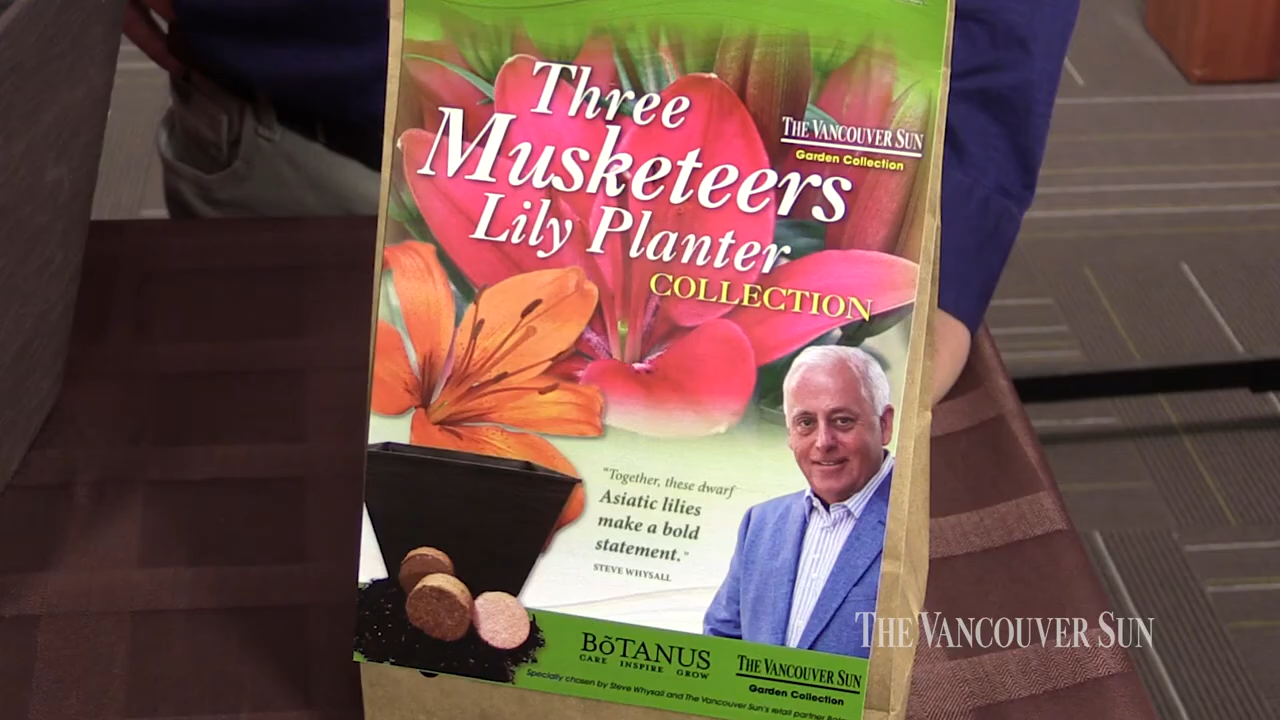 Three
Musketeers
Lily Planter
COLLECTION
THE VANCOUVER SUN
Garden Collection
"Together, these dwarf
Asiatic lilies
make a bold
statement."
STEVE WHYSALL
BõTANUS
CARE INSPIRE GROW
THE VANCOUVER SUN
Garden Collection
Specially chosen by Steve Whysall and The Vancouver Sun's retail partner
THE VANCOUVER SUN